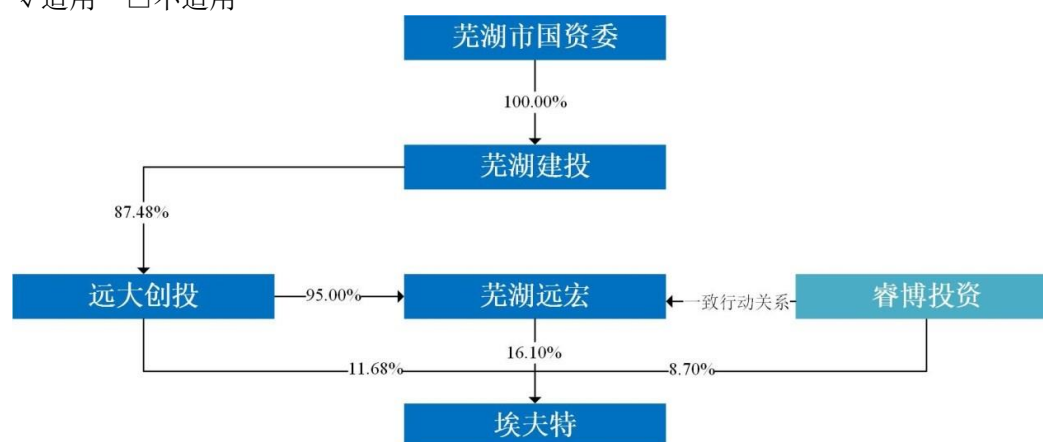 √适用 □不适用
芜湖市国资委
100.00%
芜湖建投
87.48%
远大创投
95.00%
芜湖远宏
一致行动关系
睿博投资
11.68%
16.10%
8.70%
埃夫特